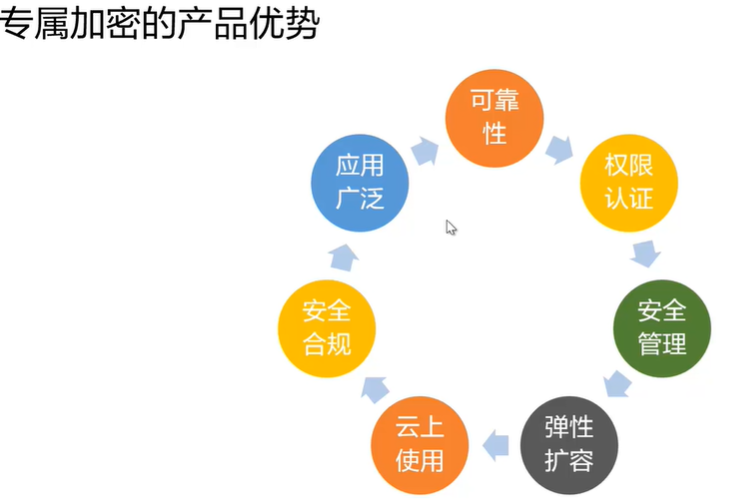 专属加密的产品优势
可靠
性
权限
认证
安全
管理
弹性
扩容
云上
使用
安全
合规
应用
广泛